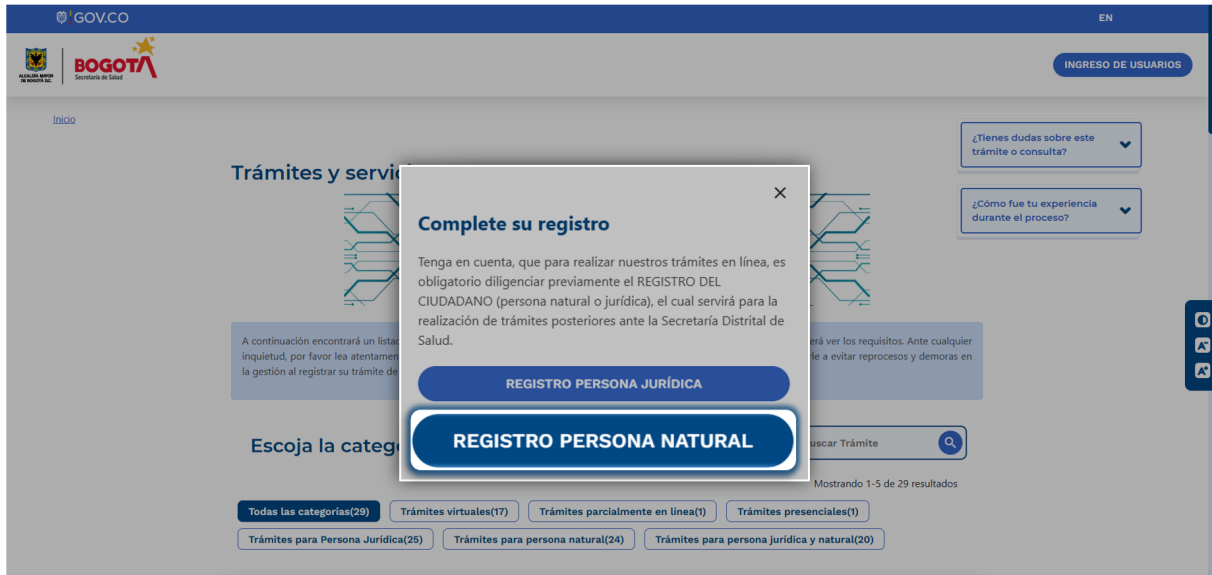 GOV.CO
EN
ALCALDÍA MAYOR
DE BOGOTÁ D.C.
BOGOTÁ
Secretaría de Salud
INGRESO DE USUARIOS
Inicio
¿Tienes dudas sobre este
trámite o consulta?
Trámites y servi
¿Cómo fue tu experiencia
durante el proceso?
Complete su registro
Tenga en cuenta, que para realizar nuestros trámites en línea, es
obligatorio diligenciar previamente el REGISTRO DEL
CIUDADANO (persona natural o jurídica), el cual servirá para la
realización de trámites posteriores ante la Secretaría Distrital de
Salud.
A continuación encontrará un listad
inquietud, por favor lea atentamen
la gestión al registrar su trámite de
erá ver los requisitos. Ante cualquier
le a evitar reprocesos y demoras en
REGISTRO PERSONA JURÍDICA
REGISTRO PERSONA NATURAL
Escoja la categ
uscar Trámite
Mostrando 1-5 de 29 resultados
Todas las categorías(29) Trámites virtuales(17) Trámites parcialmente en línea(1) Trámites presenciales(1)
Trámites para Persona Jurídica(25) Trámites para persona natural(24) Trámites para persona jurídica y natural(20)